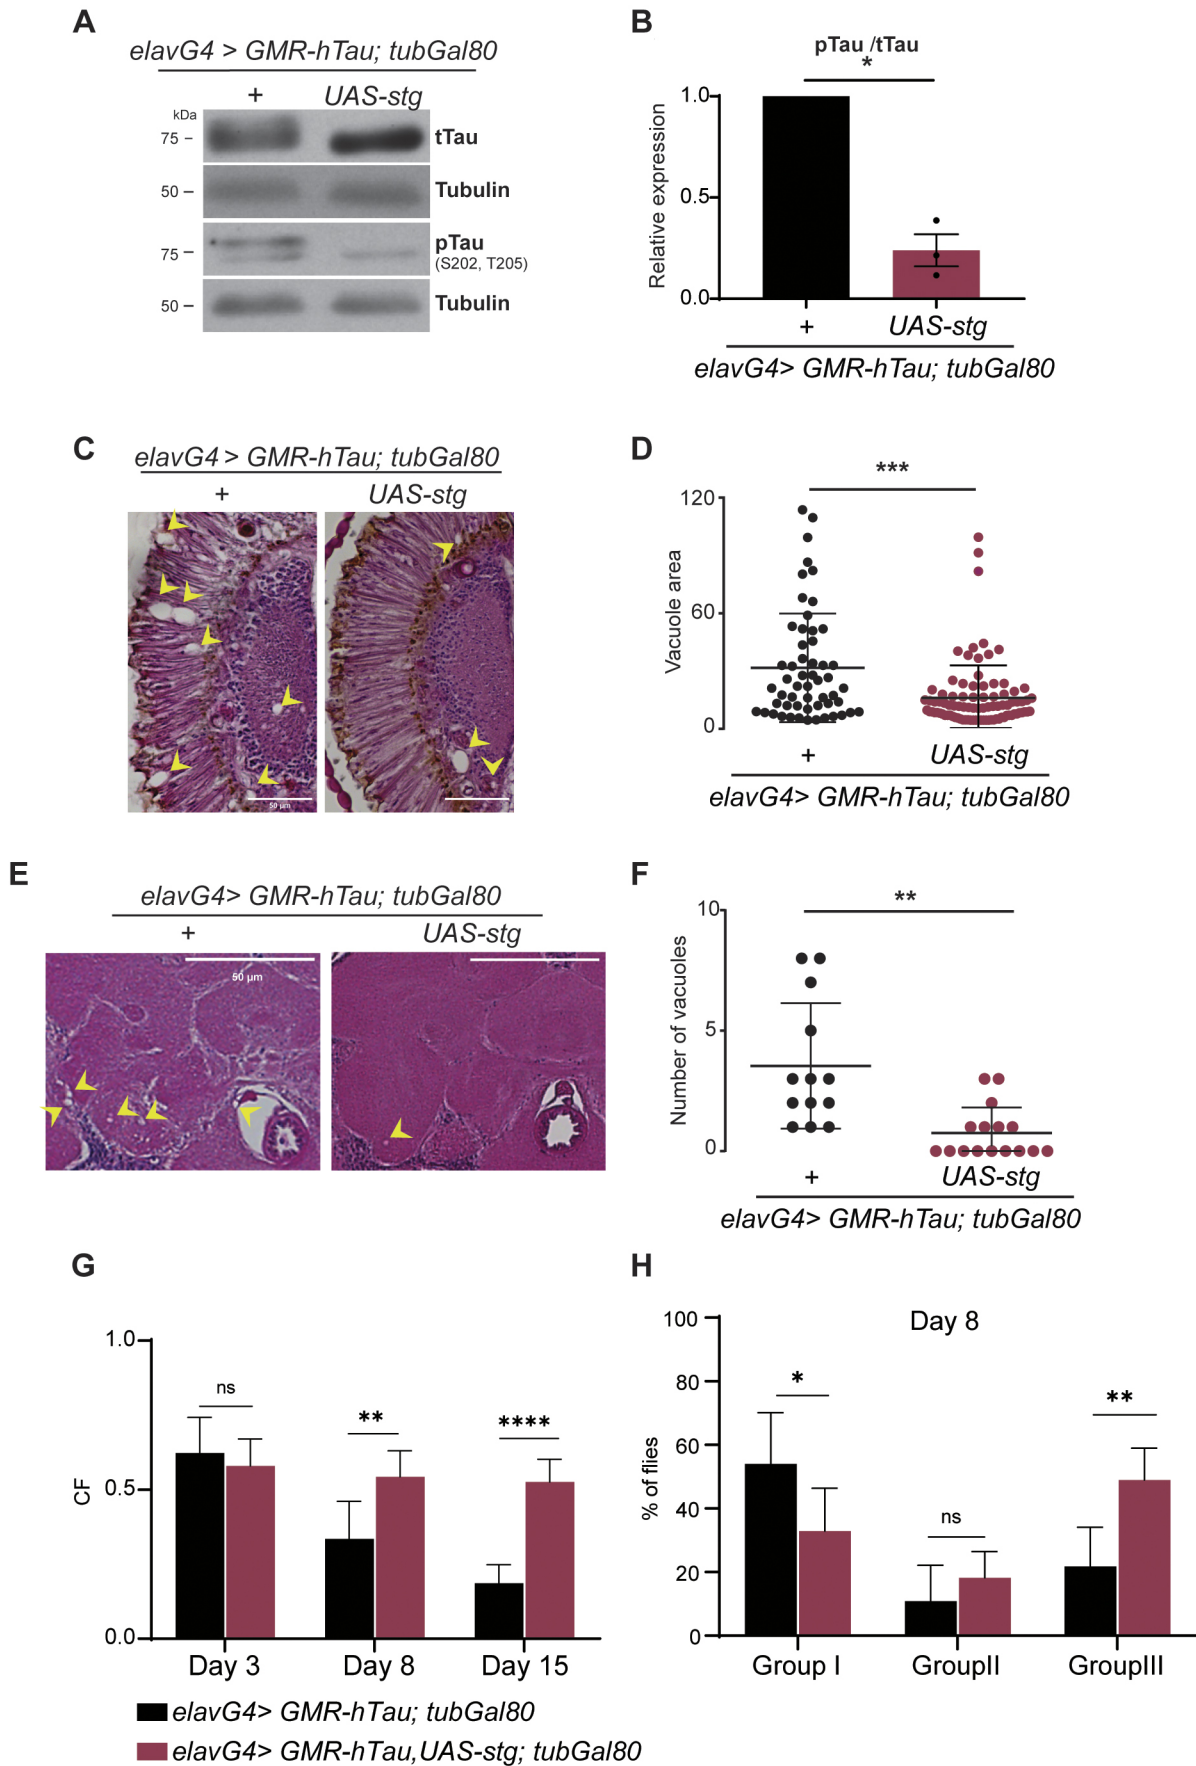 A
elavG4 > GMR-hTau; tubGal80
+ UAS-stg
kDa
75 tTau
50 Tubulin
75 pTau
(S202, T205)
50 Tubulin
B
pTau /tTau
*
Relative expression
1.0
0.5
0.0
+ UAS-stg
elavG4> GMR-hTau; tubGal80
C
elavG4 > GMR-hTau; tubGal80
+ UAS-stg
50 µm
D
***
Vacuole area
120
60
0
+ UAS-stg
elavG4> GMR-hTau; tubGal80
E
elavG4> GMR-hTau; tubGal80
+ UAS-stg
50 µm
F
**
Number of vacuoles
10
5
0
+ UAS-stg
elavG4> GMR-hTau; tubGal80
G
CF
1.0
0.5
0.0
ns ** ****
Day 3 Day 8 Day 15
elavG4> GMR-hTau; tubGal80
elavG4> GMR-hTau,UAS-stg; tubGal80
H
Day 8
% of flies
100
80
60
40
20
0
* ns **
Group I GroupII GroupIII